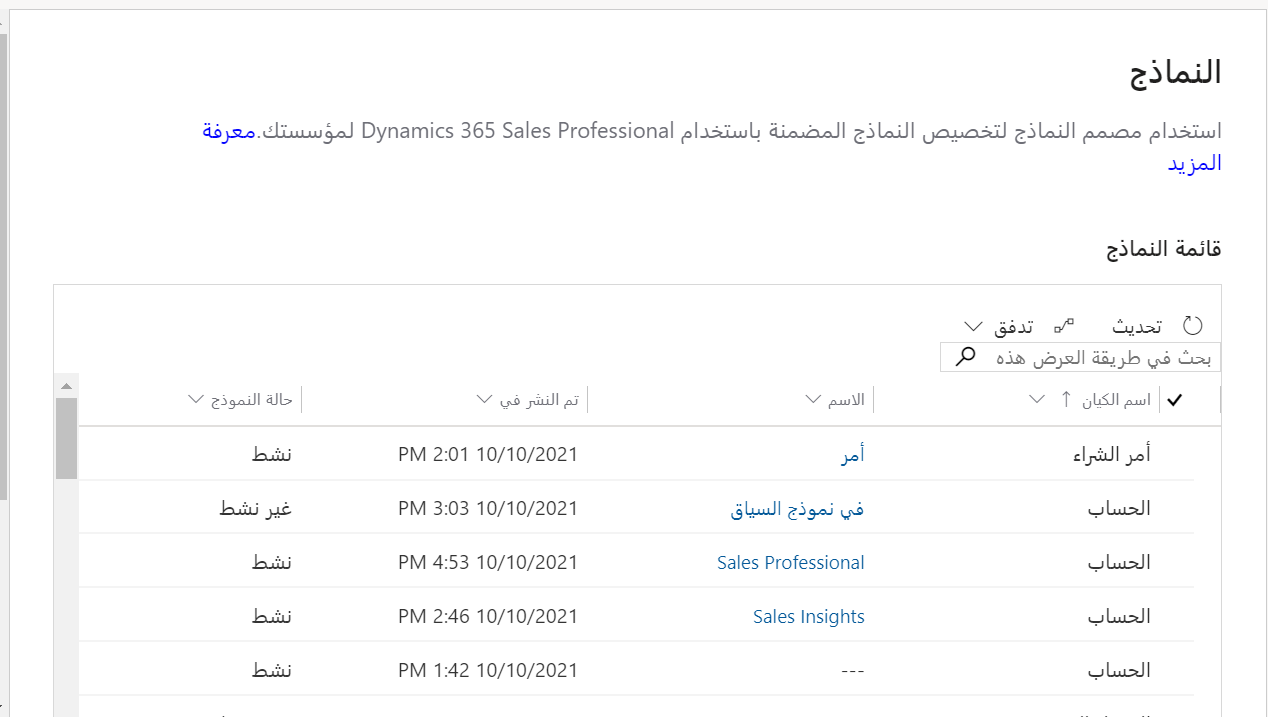 النماذج
استخدام مصمم النماذج لتخصيص النماذج المضمنة باستخدام Dynamics 365 Sales Professional لمؤسستك.معرفة
المزيد
قائمة النماذج
تحديث تدفق
بحث في طريقة العرض هذه
اسم الكيان الاسم تم النشر في حالة النموذج
أمر الشراء أمر 10/10/2021 2:01 PM نشط
الحساب في نموذج السياق 10/10/2021 3:03 PM غير نشط
الحساب Sales Professional 10/10/2021 4:53 PM نشط
الحساب Sales Insights 10/10/2021 2:46 PM نشط
الحساب --- 10/10/2021 1:42 PM نشط